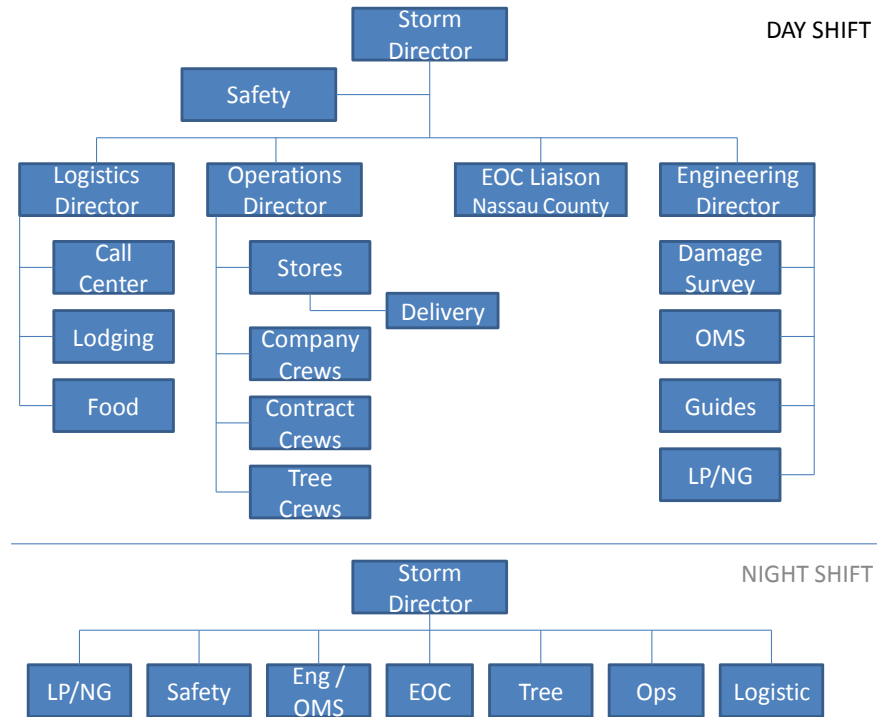 Storm
Director
DAY SHIFT
Safety
Logistics
Director
Operations
Director
EOC Liaison
Nassau County
Engineering
Director
Call
Center
Stores
Damage
Survey
Delivery
Lodging
Company
Crews
OMS
Food
Contract
Crews
Guides
Tree
Crews
LP/NG
NIGHT SHIFT
Storm
Director
LP/NG
Safety
Eng /
OMS
EOC
Tree
Ops
Logistic